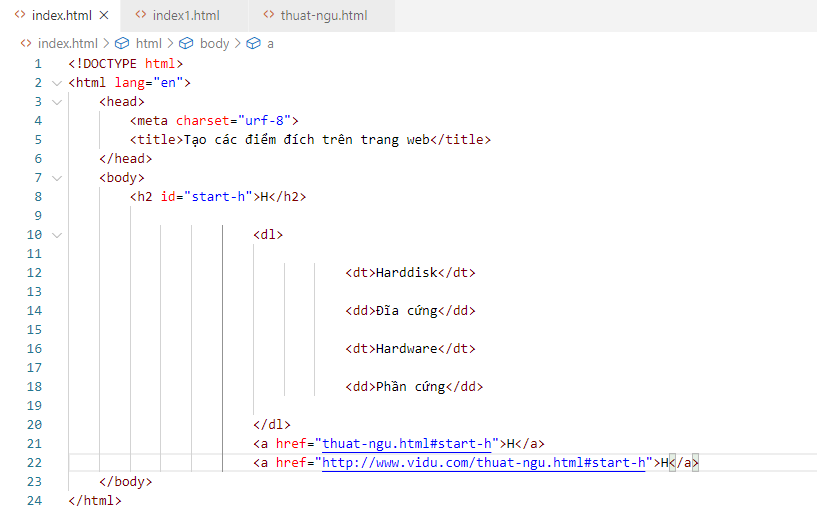 index.html index1.html thuat-ngu.html
index.html > html > body > a
1 <!DOCTYPE html>
2 <html lang="en">
3 <head>
4 <meta charset="urf-8">
5 <title>Tạo các điểm đích trên trang web</title>
6 </head>
7 <body>
8 <h2 id="start-h">H</h2>
9
10 <dl>
11
12 <dt>Harddisk</dt>
13
14 <dd>Đĩa cứng</dd>
15
16 <dt>Hardware</dt>
17
18 <dd>Phần cứng</dd>
19
20 </dl>
21 <a href="thuat-ngu.html#start-h">H</a>
22 <a href="http://www.vidu.com/thuat-ngu.html#start-h">H</a>
23 </body>
24 </html>